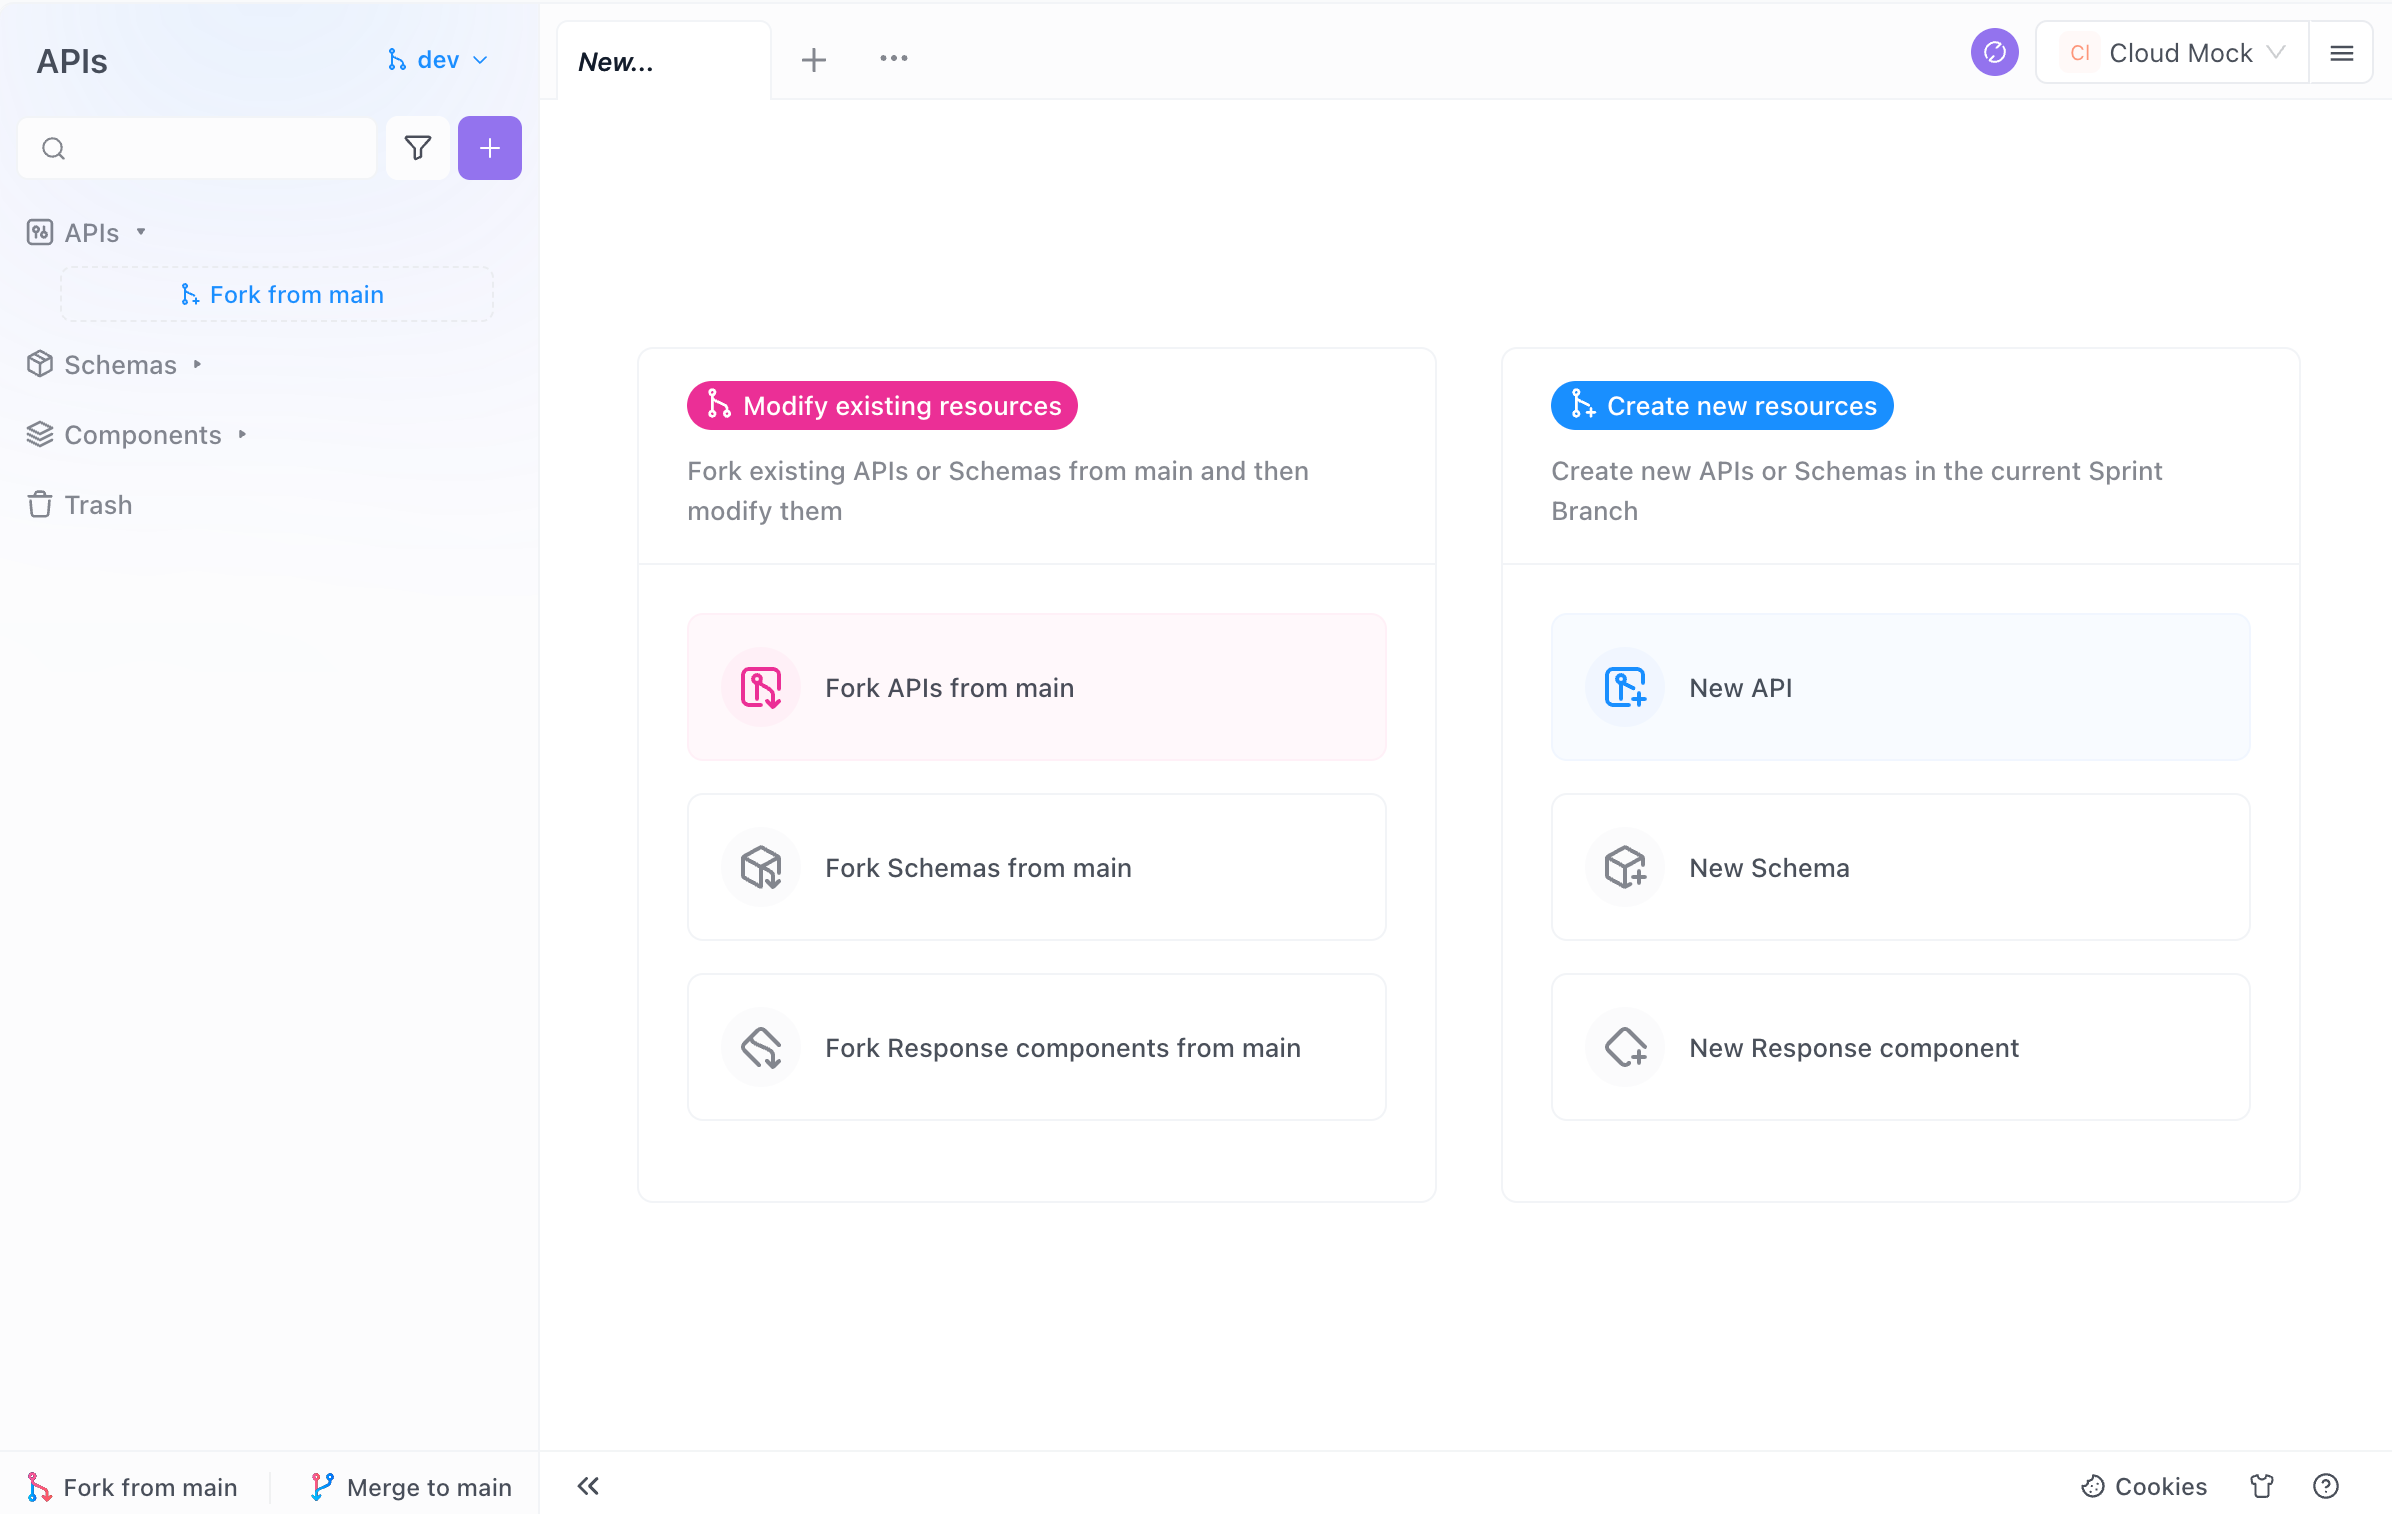 APIs
dev
New...
CI
Cloud Mock
APIs
Fork from main
Schemas
Components
Trash
Modify existing resources
Fork existing APIs or Schemas from main and then
modify them
Fork APIs from main
Fork Schemas from main
Fork Response components from main
Create new resources
Create new APIs or Schemas in the current Sprint
Branch
New API
New Schema
New Response component
Fork from main
Merge to main
Cookies